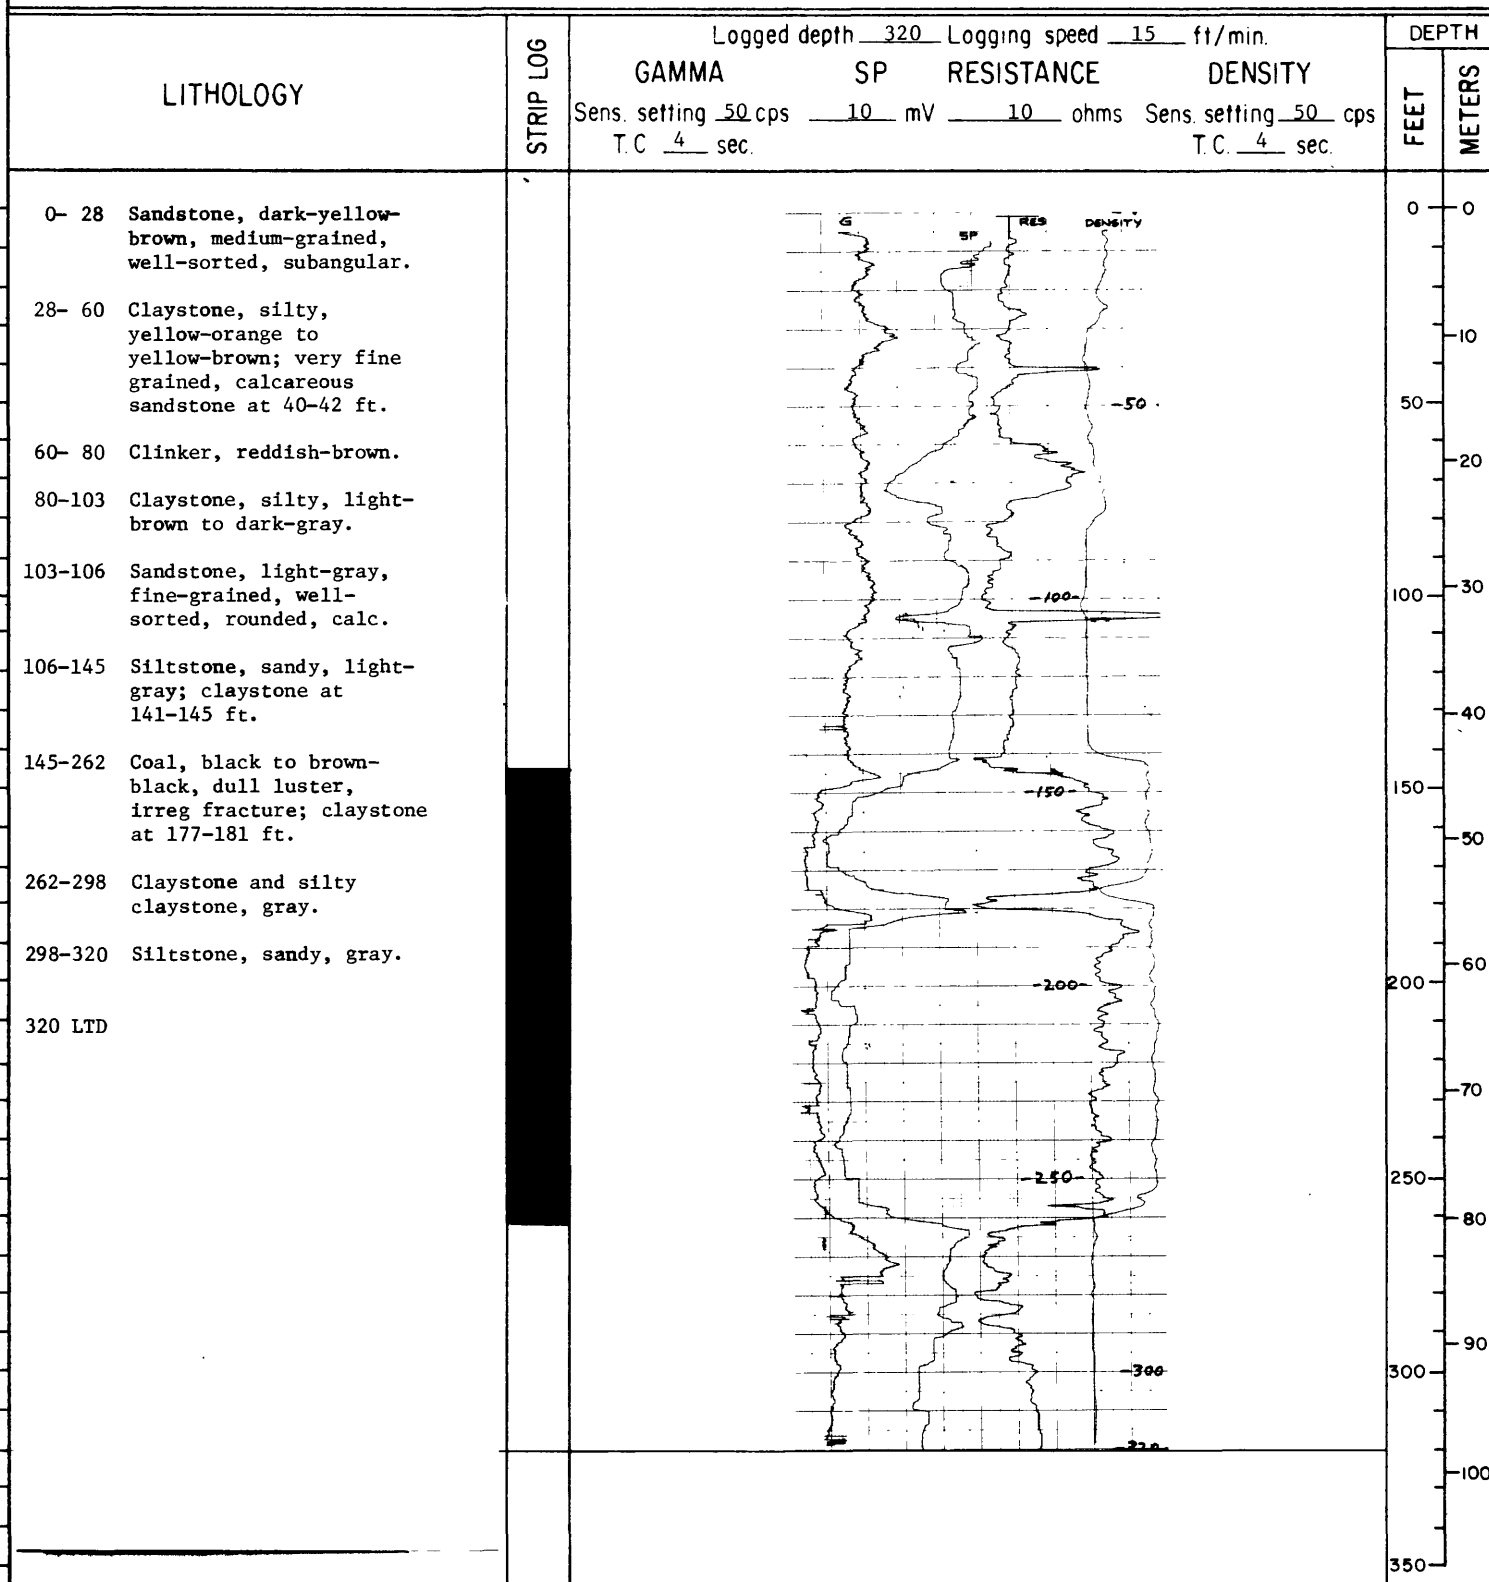 LITHOLOGY
STRIP LOG
Logged depth 320 Logging speed 15 ft/min.
GAMMA SP RESISTANCE DENSITY
Sens. setting 50 cps 10 mV 10 ohms Sens. setting 50 cps
T.C 4 sec. T.C. 4 sec.
DEPTH
FEET
METERS
0- 28 Sandstone, dark-yellow-
brown, medium-grained,
well-sorted, subangular.
28- 60 Claystone, silty,
yellow-orange to
yellow-brown; very fine
grained, calcareous
sandstone at 40-42 ft.
60- 80 Clinker, reddish-brown.
80-103 Claystone, silty, light-
brown to dark-gray.
103-106 Sandstone, light-gray,
fine-grained, well-
sorted, rounded, calc.
106-145 Siltstone, sandy, light-
gray; claystone at
141-145 ft.
145-262 Coal, black to brown-
black, dull luster,
irreg fracture; claystone
at 177-181 ft.
262-298 Claystone and silty
claystone, gray.
298-320 Siltstone, sandy, gray.
320 LTD
G SP RES DENSITY
-50
-100-
-150-
-200-
-250-
-300
-320-
0
50
100
150
200
250
300
350
0
10
20
30
40
50
60
70
80
90
100